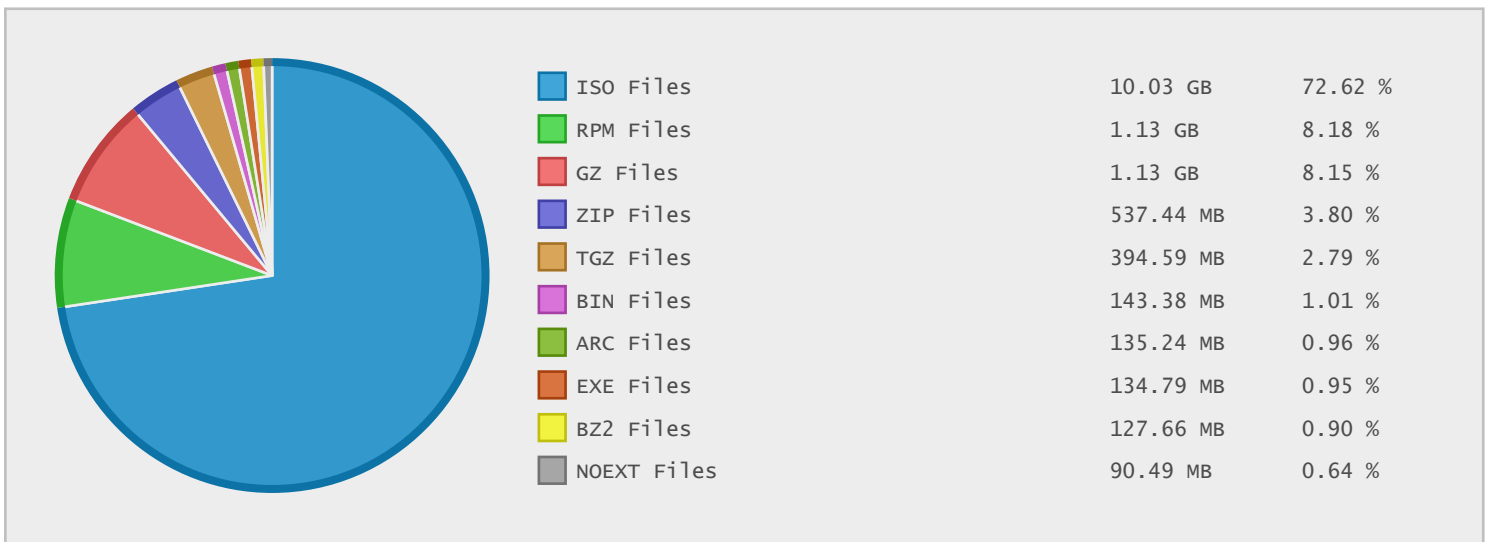 ISO Files 10.03 GB 72.62 %
RPM Files 1.13 GB 8.18 %
GZ Files 1.13 GB 8.15 %
ZIP Files 537.44 MB 3.80 %
TGZ Files 394.59 MB 2.79 %
BIN Files 143.38 MB 1.01 %
ARC Files 135.24 MB 0.96 %
EXE Files 134.79 MB 0.95 %
BZ2 Files 127.66 MB 0.90 %
NOEXT Files 90.49 MB 0.64 %